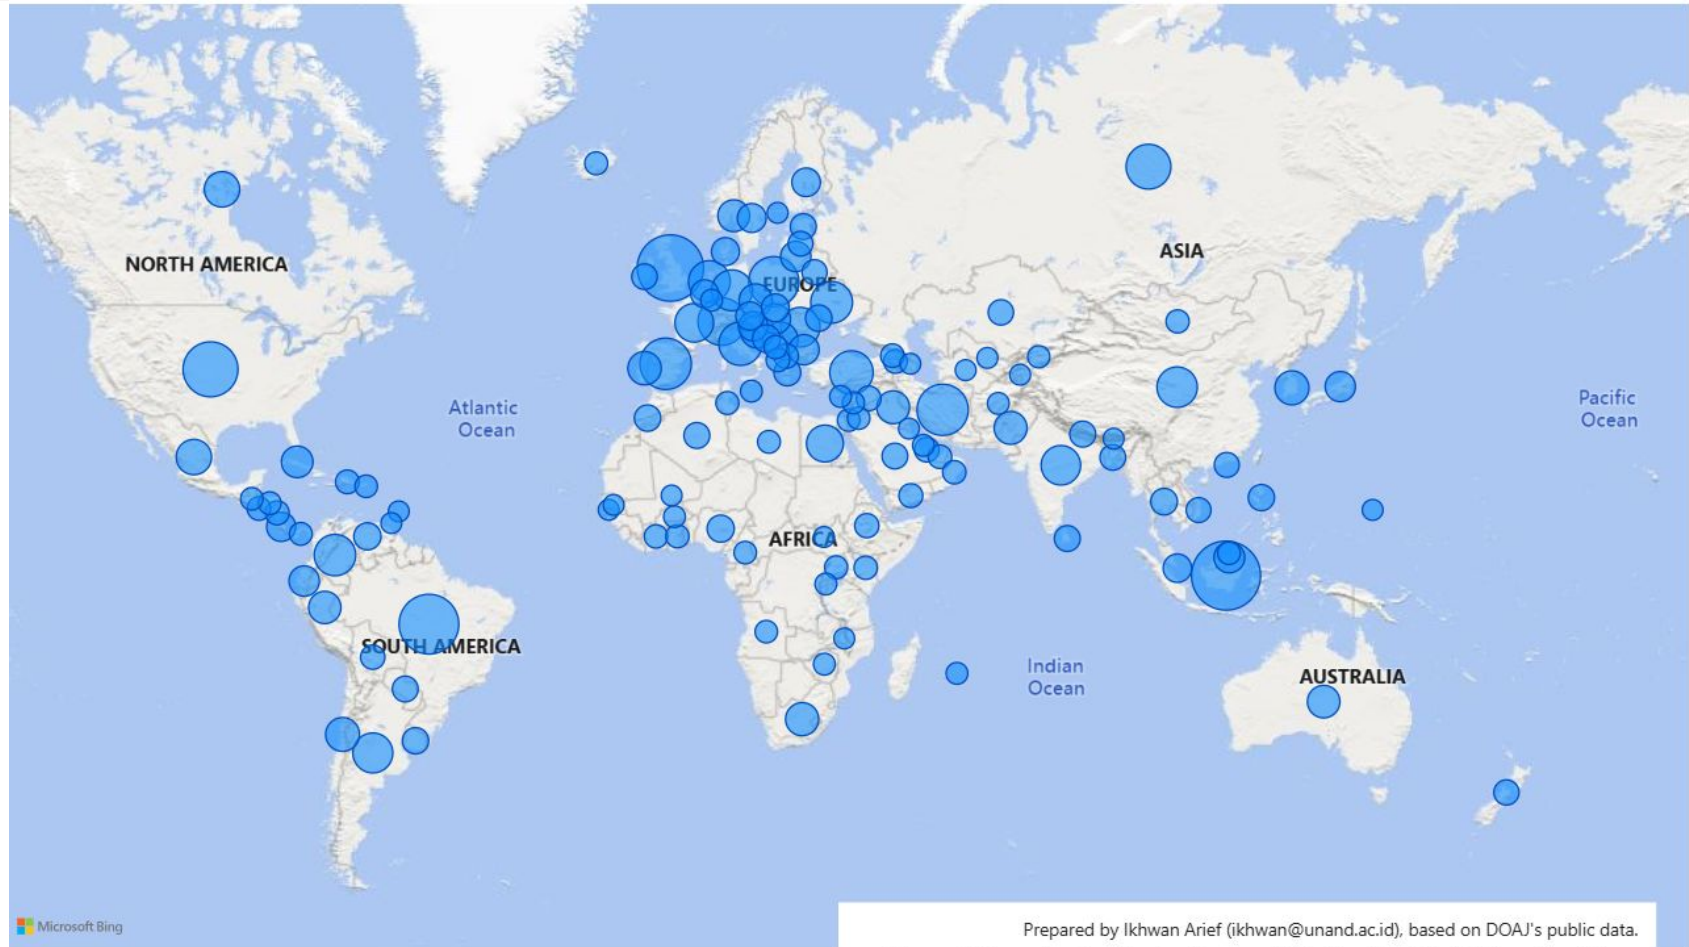 NORTH AMERICA
ASIA
EUROPE
Atlantic
Ocean
Pacific
Ocean
AFRICA
SOUTH AMERICA
Indian
Ocean
AUSTRALIA
Microsoft Bing
Prepared by Ikhwan Arief (ikhwan@unand.ac.id), based on DOAJ's public data.